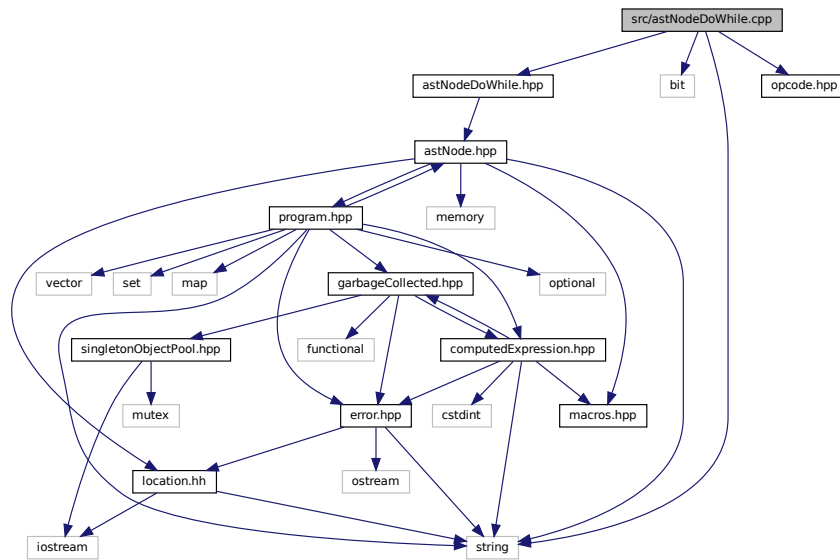 src/astNodeDoWhile.cpp
astNodeDoWhile.hpp
bit
opcode.hpp
astNode.hpp
program.hpp
memory
vector
set
map
garbageCollected.hpp
optional
singletonObjectPool.hpp
functional
computedExpression.hpp
mutex
error.hpp
cstdint
macros.hpp
location.hh
ostream
iostream
string